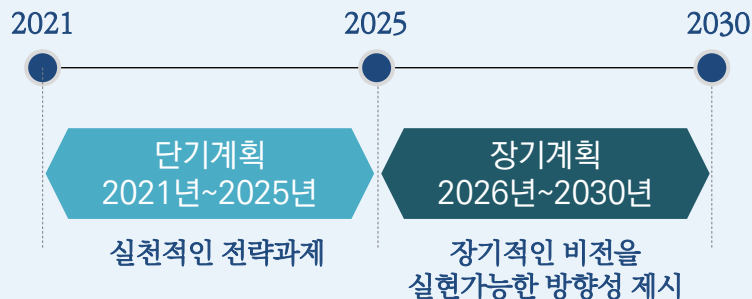 2021
2025
2030
단기계획
2021년~2025년
장기계획
2026년~2030년
실천적인 전략과제
장기적인 비전을
실현가능한 방향성 제시